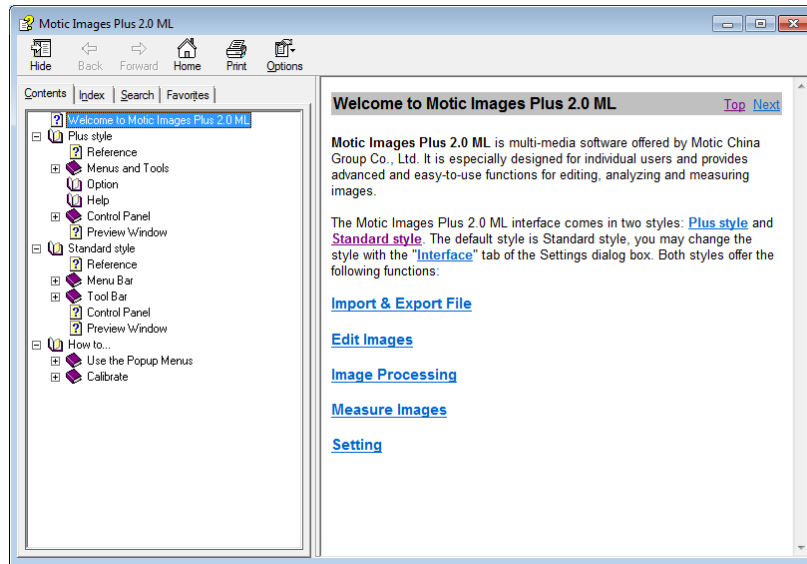 Motic Images Plus 2.0 ML
Hide Back Forward Home Print Options
Contents Index Search Favorites
Welcome to Motic Images Plus 2.0 ML
Plus style
Reference
Menus and Tools
Option
Help
Control Panel
Preview Window
Standard style
Reference
Menu Bar
Tool Bar
Control Panel
Preview Window
How to...
Use the Popup Menus
Calibrate
Welcome to Motic Images Plus 2.0 ML Top Next
Motic Images Plus 2.0 ML is multi-media software offered by Motic China
Group Co., Ltd. It is especially designed for individual users and provides
advanced and easy-to-use functions for editing, analyzing and measuring
images.
The Motic Images Plus 2.0 ML interface comes in two styles: Plus style and
Standard style. The default style is Standard style, you may change the
style with the "Interface" tab of the Settings dialog box. Both styles offer the
following functions:
Import & Export File
Edit Images
Image Processing
Measure Images
Setting